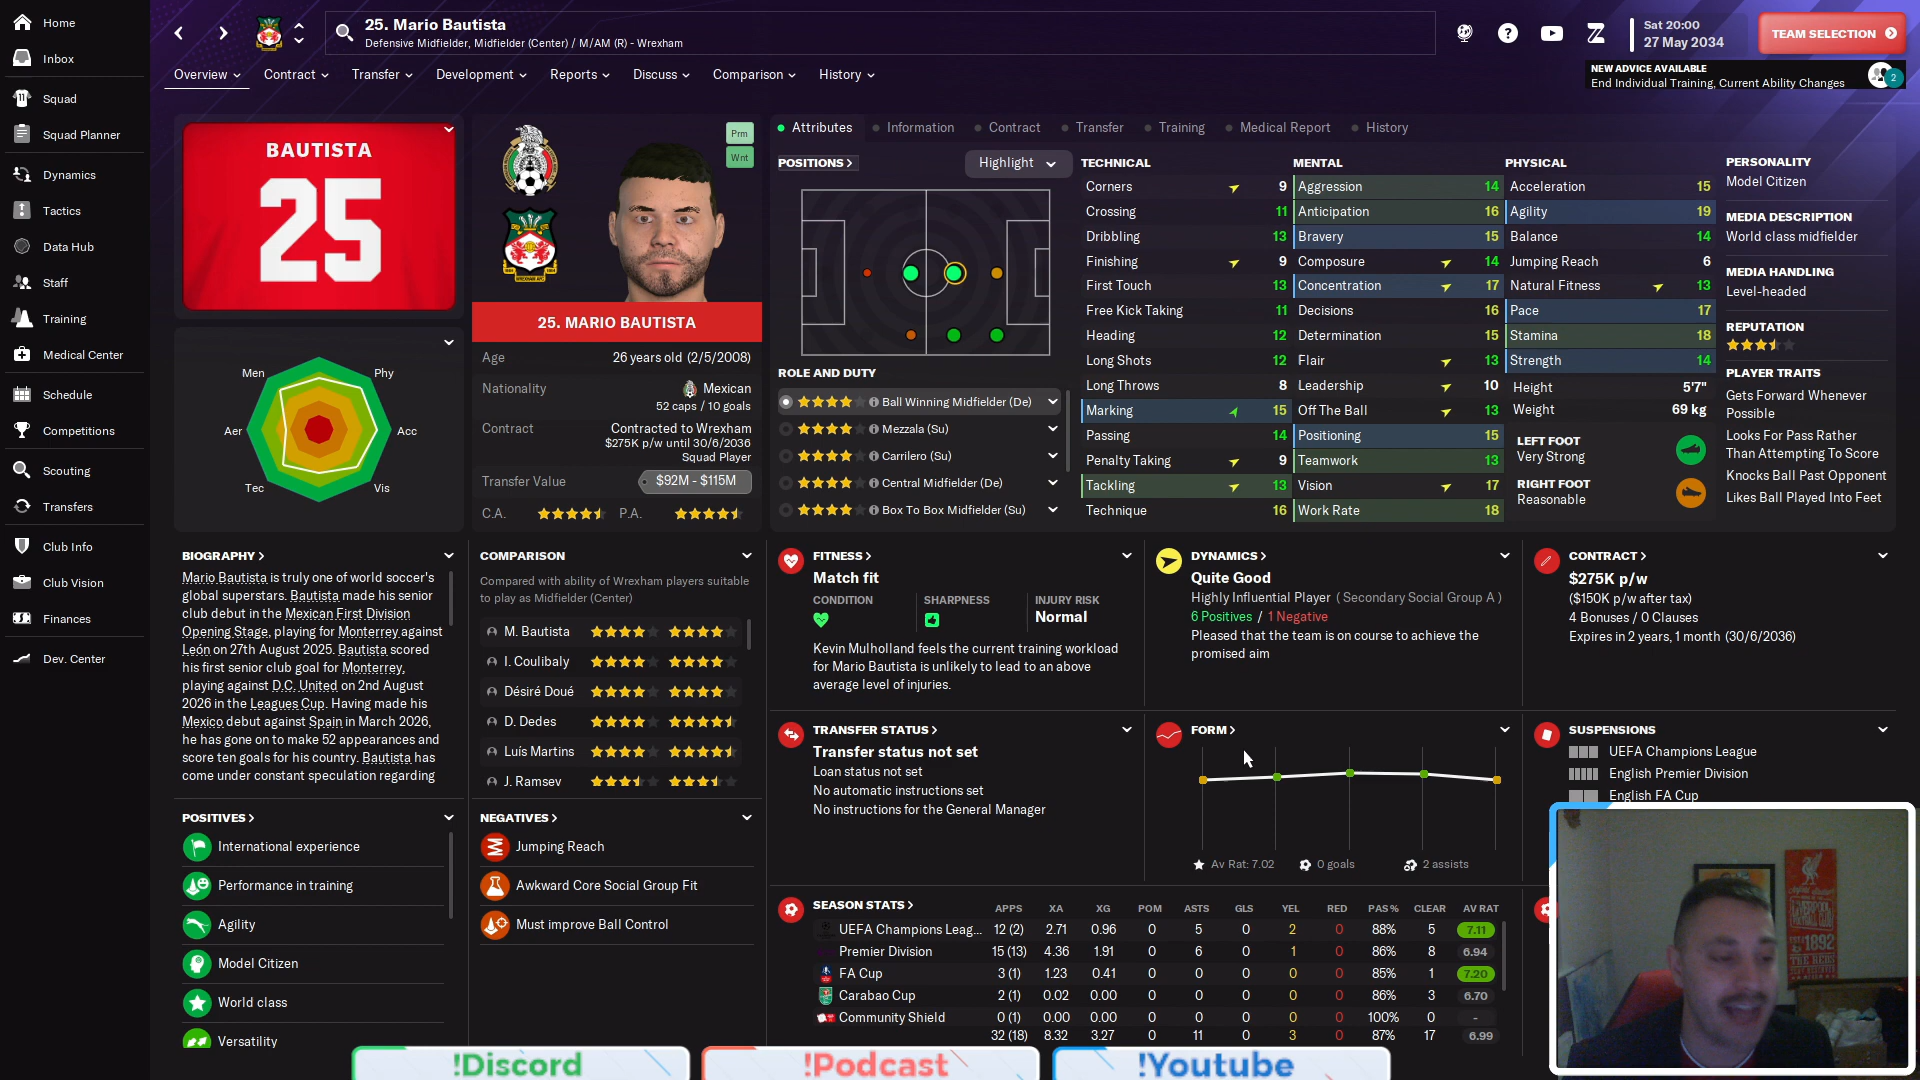 Home
Inbox
Squad
Squad Planner
Dynamics
Tactics
Data Hub
Staff
Training
Medical Center
Schedule
Competitions
Scouting
Transfers
Club Info
Club Vision
Finances
Dev. Center
25. Mario Bautista
Defensive Midfielder, Midfielder (Center) / M/AM (R) - Wrexham
Sat 20:00
27 May 2034
TEAM SELECTION
Overview
Contract
Transfer
Development
Reports
Discuss
Comparison
History
NEW ADVICE AVAILABLE
End Individual Training, Current Ability Changes
2
BAUTISTA
25
Men
Phy
Aer
Acc
Tec
Vis
Prm
Wnt
25. MARIO BAUTISTA
Age 26 years old (2/5/2008)
Nationality Mexican
52 caps / 10 goals
Contract Contracted to Wrexham
$275K p/w until 30/6/2036
Squad Player
Transfer Value $92M - $115M
C.A. P.A.
Attributes
Information
Contract
Transfer
Training
Medical Report
History
POSITIONS >
Highlight
ROLE AND DUTY
Ball Winning Midfielder (De)
Mezzala (Su)
Carrilero (Su)
Central Midfielder (De)
Box To Box Midfielder (Su)
TECHNICAL
Corners 9
Crossing 11
Dribbling 13
Finishing 9
First Touch 13
Free Kick Taking 11
Heading 12
Long Shots 12
Long Throws 8
Marking 15
Passing 14
Penalty Taking 9
Tackling 13
Technique 16
MENTAL
Aggression 14
Anticipation 16
Bravery 15
Composure 14
Concentration 17
Decisions 16
Determination 15
Flair 13
Leadership 10
Off The Ball 13
Positioning 15
Teamwork 13
Vision 17
Work Rate 18
PHYSICAL
Acceleration 15
Agility 19
Balance 14
Jumping Reach 6
Natural Fitness 13
Pace 17
Stamina 18
Strength 14
Height 5'7"
Weight 69 kg
LEFT FOOT
Very Strong
RIGHT FOOT
Reasonable
PERSONALITY
Model Citizen
MEDIA DESCRIPTION
World class midfielder
MEDIA HANDLING
Level-headed
REPUTATION
PLAYER TRAITS
Gets Forward Whenever
Possible
Looks For Pass Rather
Than Attempting To Score
Knocks Ball Past Opponent
Likes Ball Played Into Feet
BIOGRAPHY >
Mario Bautista is truly one of world soccer's
global superstars. Bautista made his senior
club debut in the Mexican First Division
Opening Stage, playing for Monterrey against
León on 27th August 2025. Bautista scored
his first senior club goal for Monterrey,
playing against D.C. United on 2nd August
2026 in the Leagues Cup. Having made his
Mexico debut against Spain in March 2026,
he has gone on to make 52 appearances and
score ten goals for his country. Bautista has
come under constant speculation regarding
COMPARISON
Compared with ability of Wrexham players suitable
to play as Midfielder (Center)
M. Bautista
I. Coulibaly
Désiré Doué
D. Dedes
Luís Martins
J. Ramsey
FITNESS >
Match fit
CONDITION
SHARPNESS
INJURY RISK
Normal
Kevin Mulholland feels the current training workload
for Mario Bautista is unlikely to lead to an above
average level of injuries.
DYNAMICS >
Quite Good
Highly Influential Player ( Secondary Social Group A )
6 Positives / 1 Negative
Pleased that the team is on course to achieve the
promised aim
CONTRACT >
$275K p/w
($150K p/w after tax)
4 Bonuses / 0 Clauses
Expires in 2 years, 1 month (30/6/2036)
TRANSFER STATUS >
Transfer status not set
Loan status not set
No automatic instructions set
No instructions for the General Manager
FORM >
Av Rat: 7.02
0 goals
2 assists
SUSPENSIONS
UEFA Champions League
English Premier Division
English FA Cup
POSITIVES >
International experience
Performance in training
Agility
Model Citizen
World class
Versatility
NEGATIVES >
Jumping Reach
Awkward Core Social Group Fit
Must improve Ball Control
SEASON STATS > APPS XA XG POM ASTS GLS YEL RED PAS % CLEAR AV RAT
UEFA Champions Leag... 12 (2) 2.71 0.96 0 5 0 2 0 88% 5 7.11
Premier Division 15 (13) 4.36 1.91 0 6 0 1 0 86% 8 6.94
FA Cup 3 (1) 1.23 0.41 0 0 0 0 0 85% 1 7.20
Carabao Cup 2 (1) 0.02 0.00 0 0 0 0 0 86% 3 6.70
Community Shield 0 (1) 0.00 0.00 0 0 0 0 0 100% 0 -
32 (18) 8.32 3.27 0 11 0 3 0 87% 17 6.99
!Discord
!Podcast
!Youtube
LIVERPOOL
1892